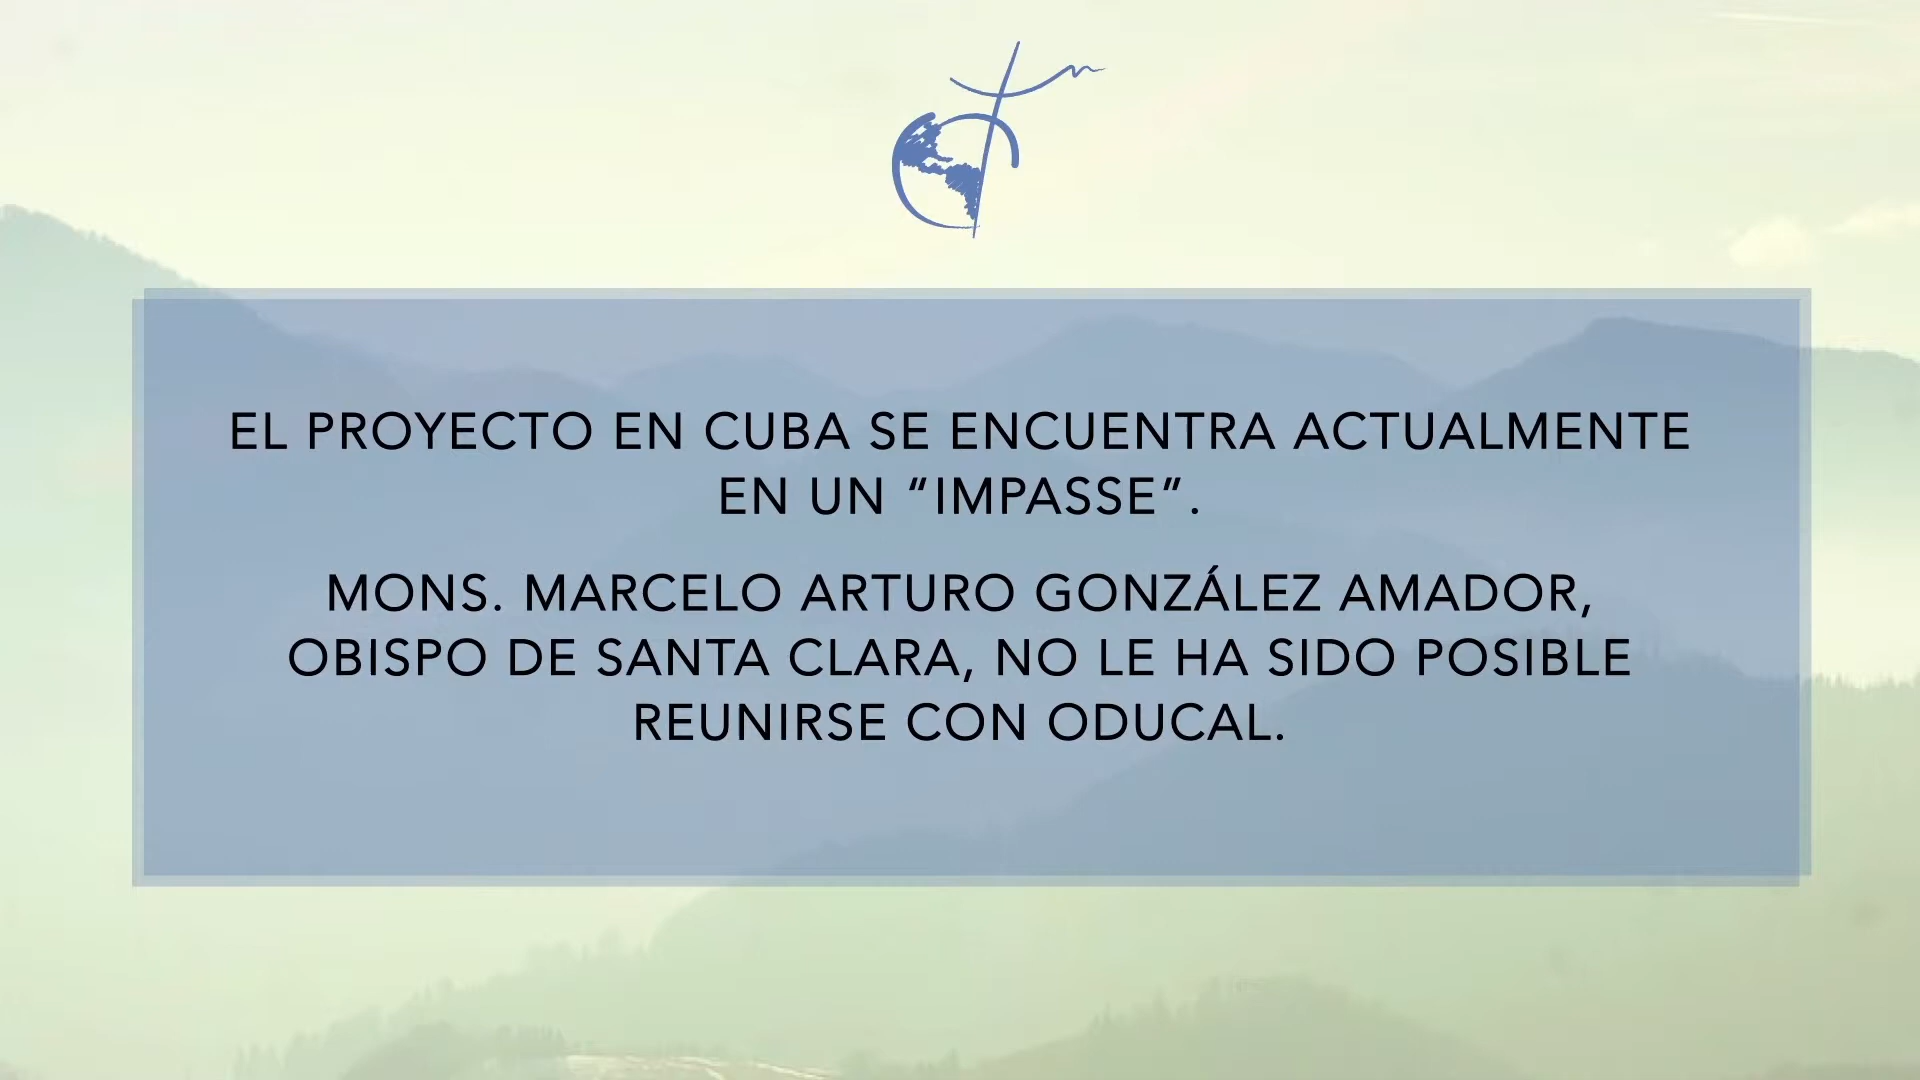 EL PROYECTO EN CUBA SE ENCUENTRA ACTUALMENTE
EN UN “IMPASSE”.
MONS. MARCELO ARTURO GONZÁLEZ AMADOR,
OBISPO DE SANTA CLARA, NO LE HA SIDO POSIBLE
REUNIRSE CON ODUCAL.